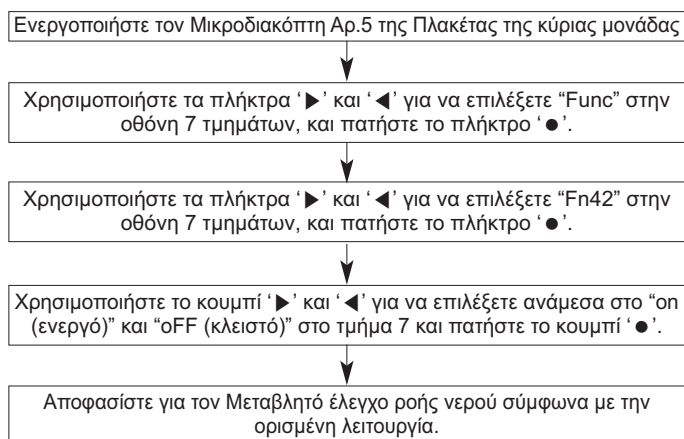 Ενεργοποιήστε τον Μικροδιακόπτη Αρ.5 της Πλακέτας της κύριας μονάδας
Χρησιμοποιήστε τα πλήκτρα ‘▶’ και ‘◀’ για να επιλέξετε “Func” στην
οθόνη 7 τμημάτων, και πατήστε το πλήκτρο ‘●’.
Χρησιμοποιήστε τα πλήκτρα ‘▶’ και ‘◀’ για να επιλέξετε “Fn42” στην
οθόνη 7 τμημάτων, και πατήστε το πλήκτρο ‘●’.
Χρησιμοποιήστε το κουμπί ‘▶’ και ‘◀’ για να επιλέξετε ανάμεσα στο “on
(ενεργό)” και “oFF (κλειστό)” στο τμήμα 7 και πατήστε το κουμπί ‘●’.
Αποφασίστε για τον Μεταβλητό έλεγχο ροής νερού σύμφωνα με την
ορισμένη λειτουργία.